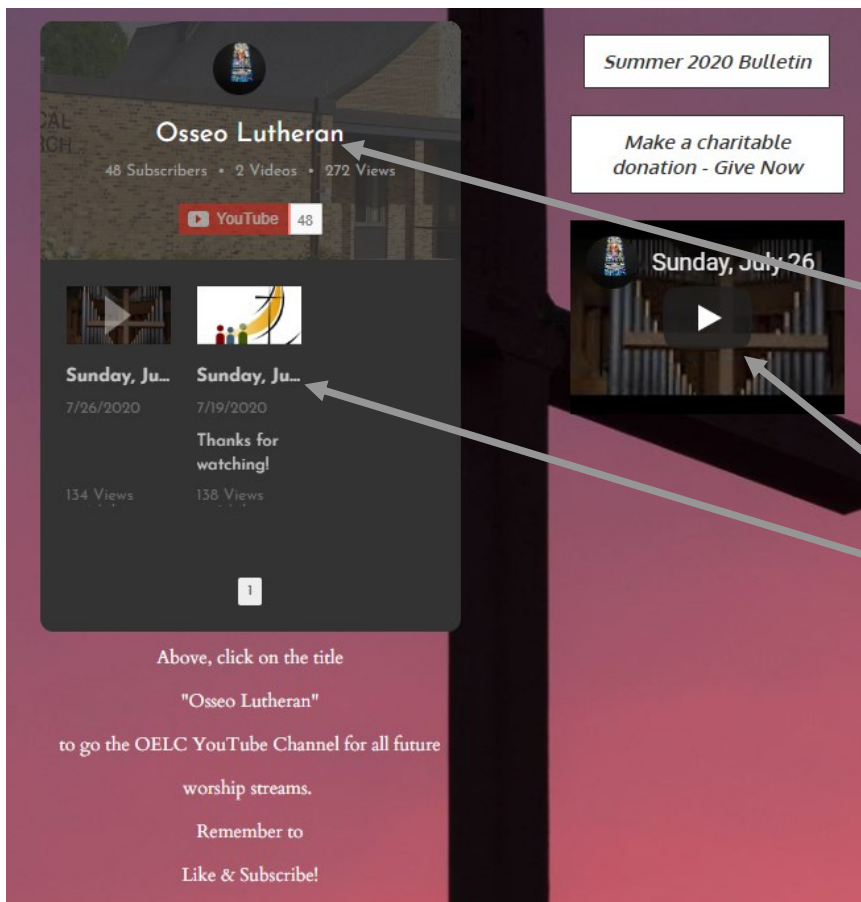 CAL
RCH
Osseo Lutheran
48 Subscribers • 2 Videos • 272 Views
YouTube 48
Sunday, Ju... Sunday, Ju...
7/26/2020 7/19/2020
Thanks for
watching!
134 Views 138 Views
1
Above, click on the title
"Osseo Lutheran"
to go the OELC YouTube Channel for all future
worship streams.
Remember to
Like & Subscribe!
Summer 2020 Bulletin
Make a charitable
donation - Give Now
Sunday, July 26